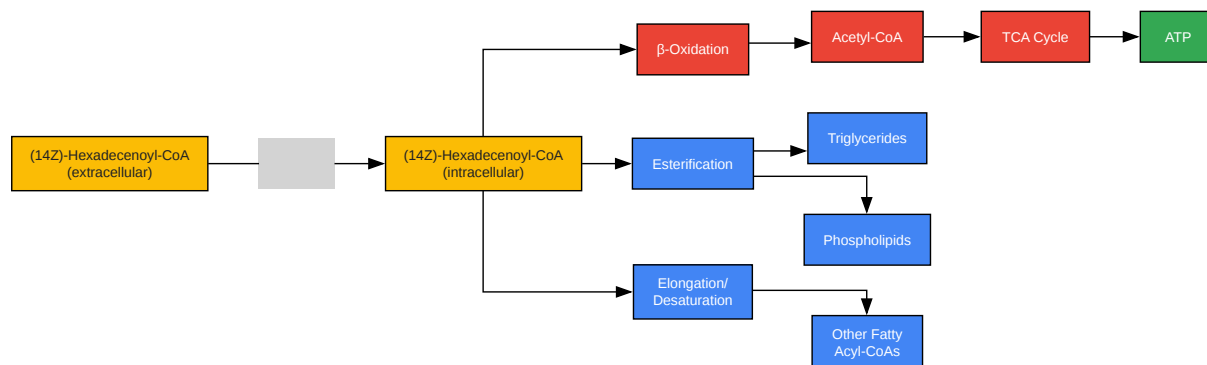 β-Oxidation
Acetyl-CoA
TCA Cycle
ATP
(14Z)-Hexadecenoyl-CoA
(extracellular)
(14Z)-Hexadecenoyl-CoA
(intracellular)
Esterification
Triglycerides
Phospholipids
Elongation/
Desaturation
Other Fatty
Acyl-CoAs